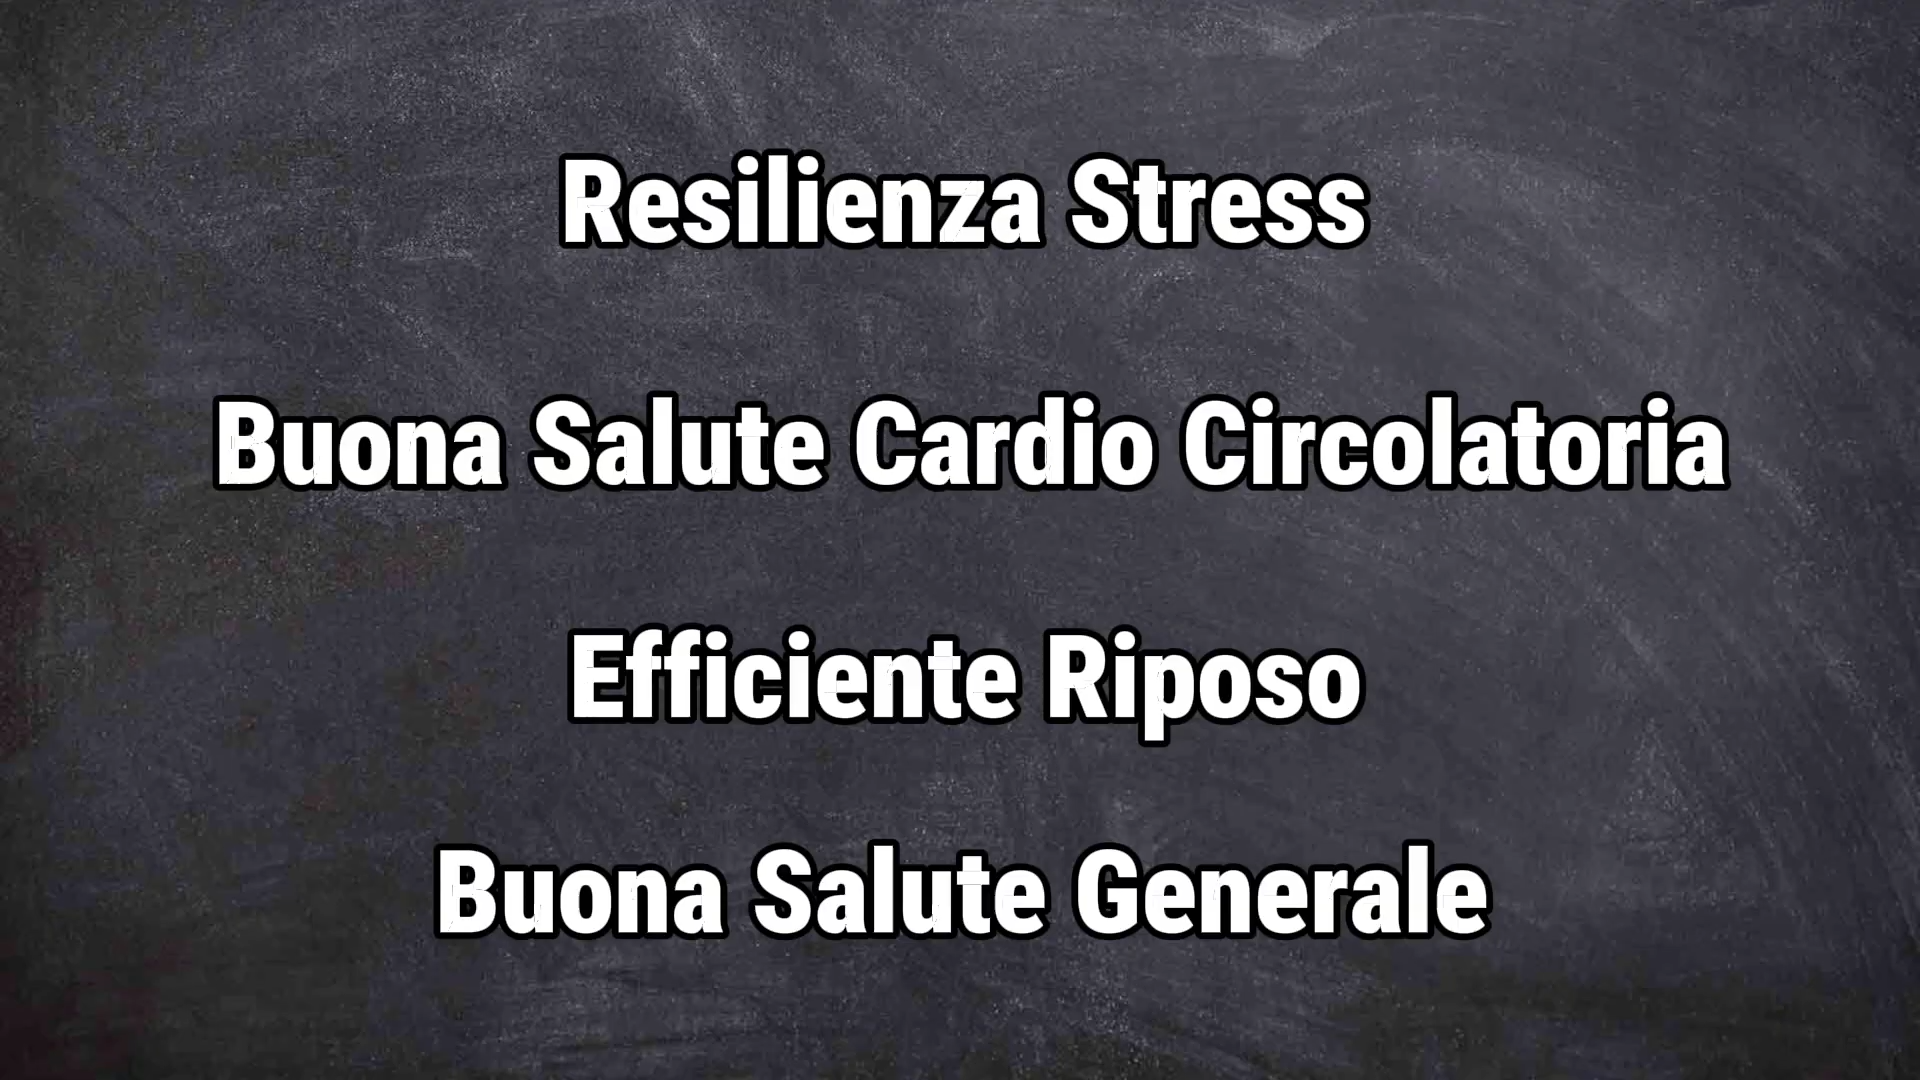 Resilienza Stress
Buona Salute Cardio Circolatoria
Efficiente Riposo
Buona Salute Generale